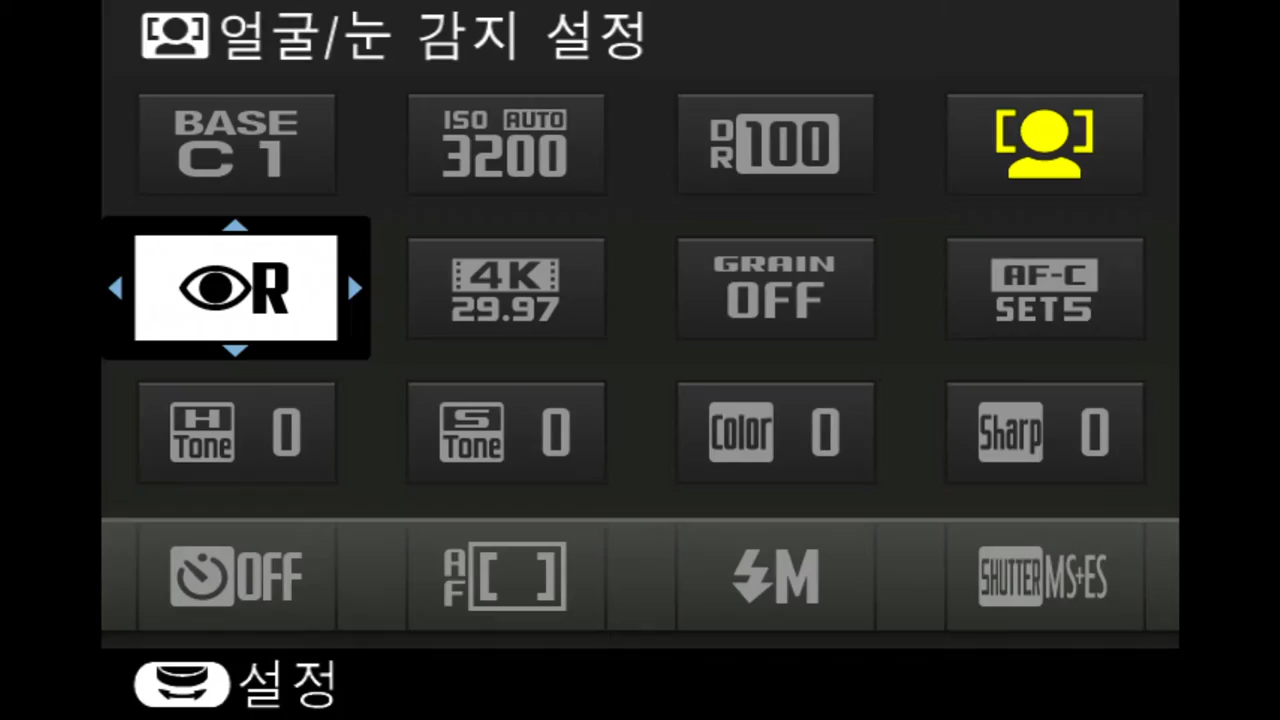 얼굴/눈 감지 설정
BASE C 1
ISO AUTO 3200
DR 100
R
4K 29.97
GRAIN OFF
AF-C SET5
H Tone 0
S Tone 0
Color 0
Sharp 0
OFF
AF [ ]
M
SHUTTER MS+ES
설정